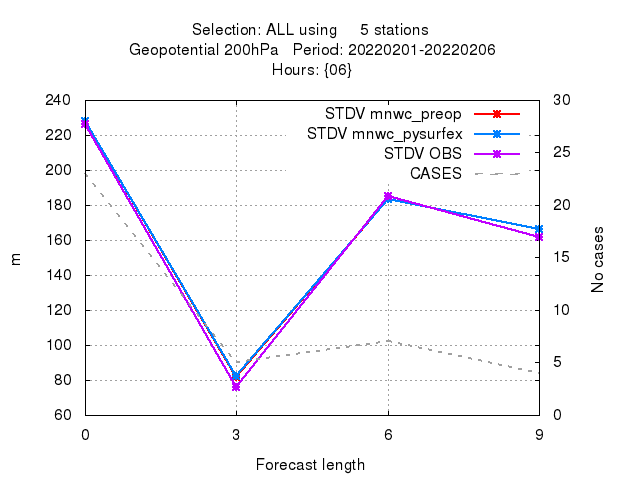 Selection: ALL using     5 stations
Geopotential 200hPa   Period: 20220201-20220206
Hours: {06}
240
220
200
180
160
140
120
100
80
60
30
25
20
15
10
5
0
STDV mnwc_preop
STDV mnwc_pysurfex
STDV OBS
CASES
m
No cases
0
3
6
9
Forecast length